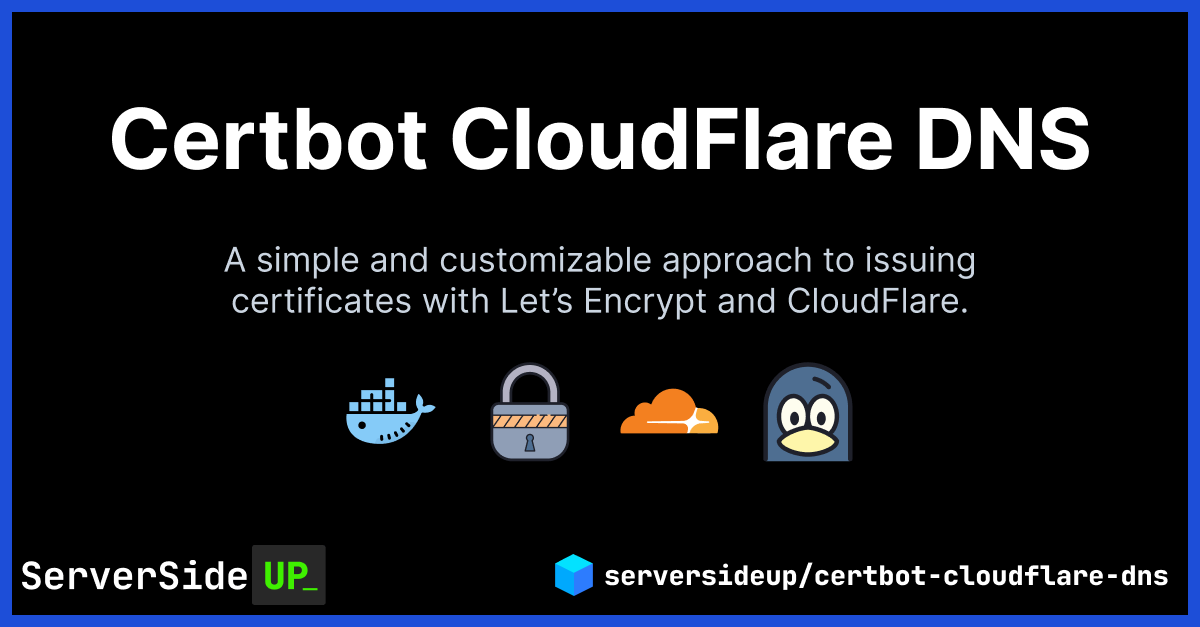 Certbot CloudFlare DNS
A simple and customizable approach to issuing
certificates with Let’s Encrypt and CloudFlare.
ServerSide UP_
serversideup/certbot-cloudflare-dns